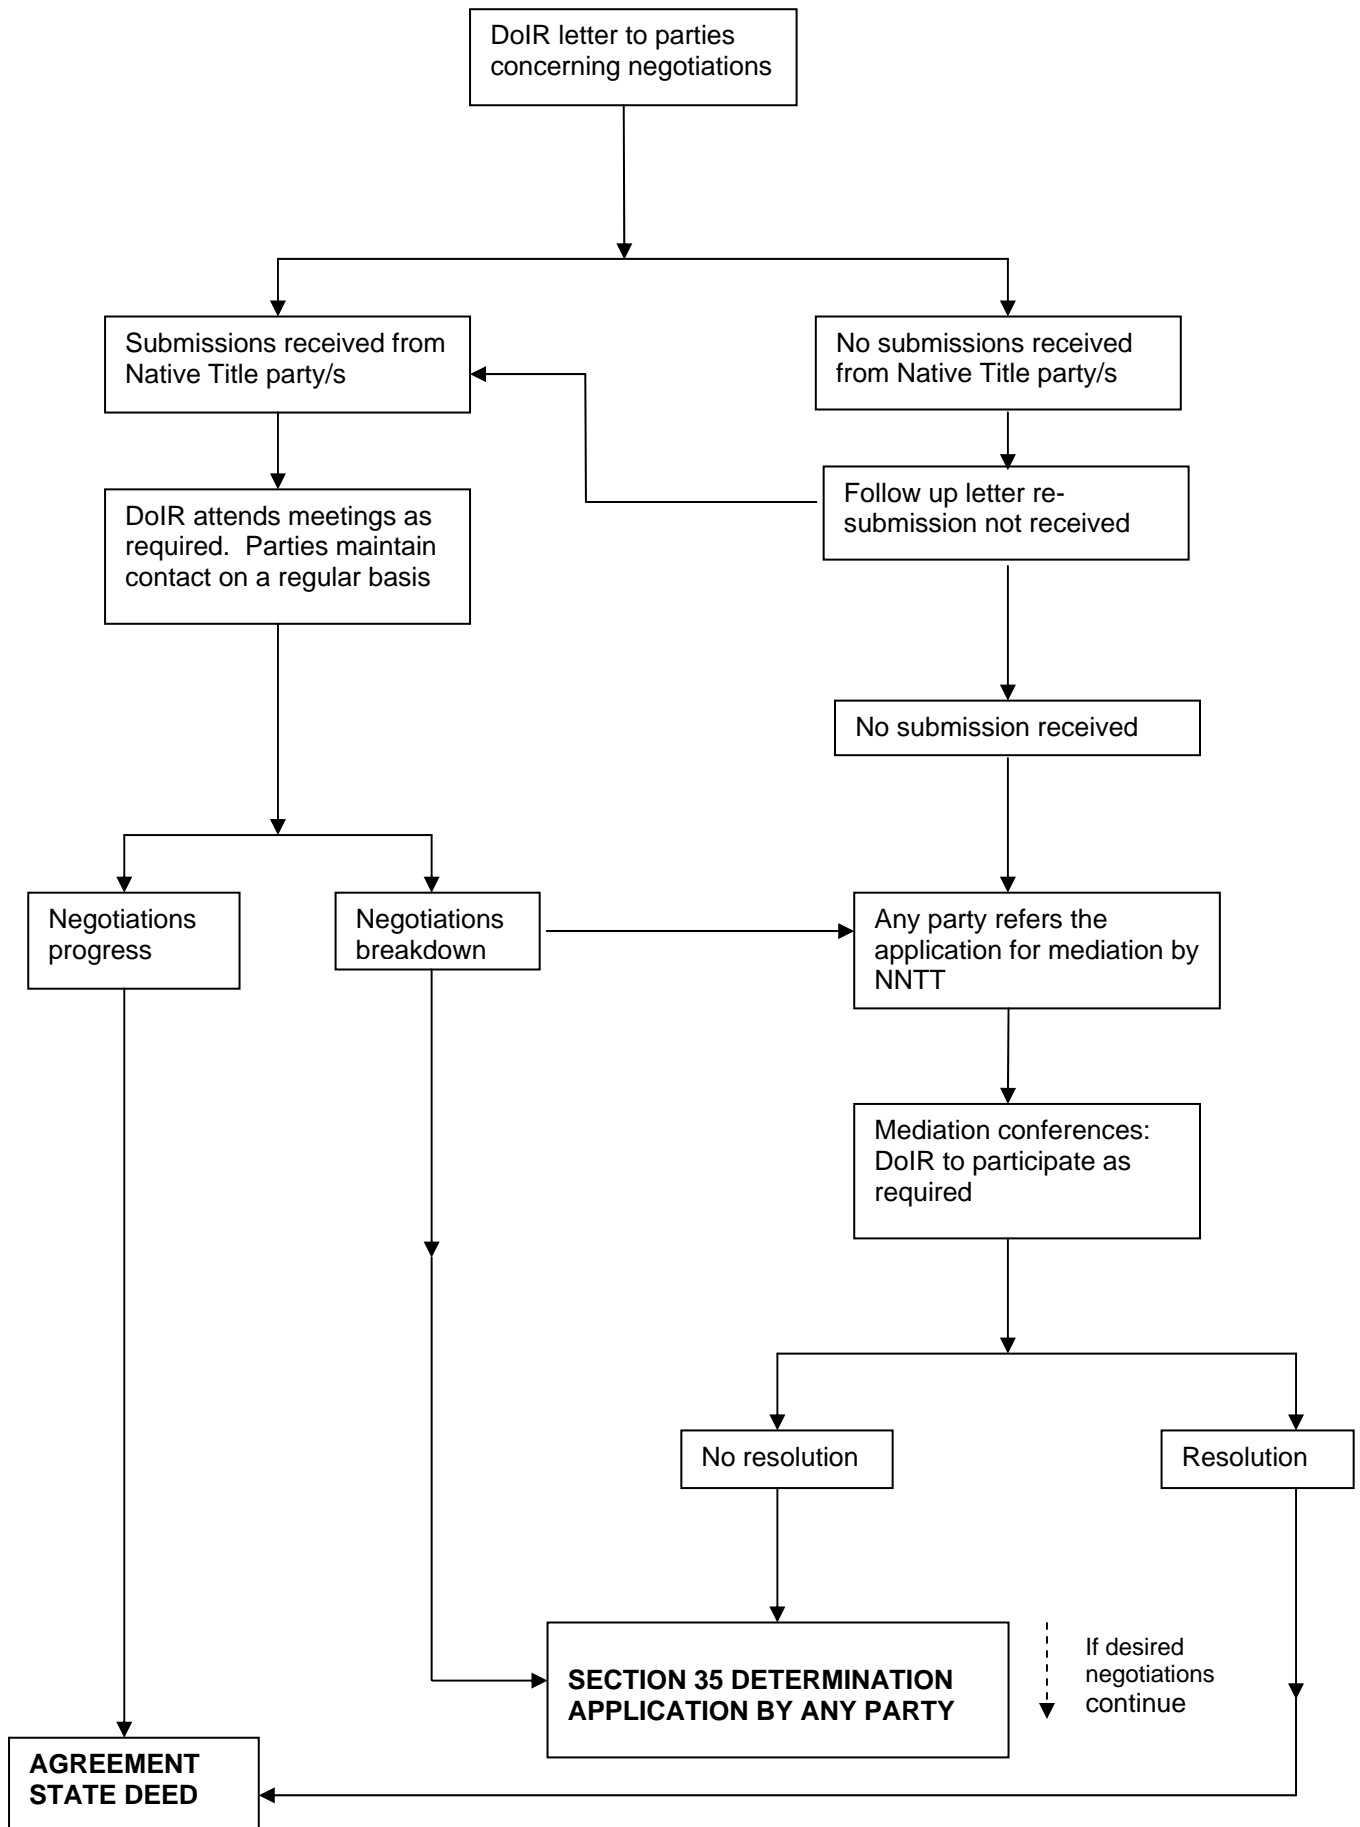 DoIR letter to parties
concerning negotiations
Submissions received from
Native Title party/s
No submissions received
from Native Title party/s
DoIR attends meetings as
required.  Parties maintain
contact on a regular basis
Follow up letter re-
submission not received
No submission received
Negotiations
progress
Negotiations
breakdown
Any party refers the
application for mediation by
NNTT
Mediation conferences:
DoIR to participate as
required
No resolution
Resolution
SECTION 35 DETERMINATION
APPLICATION BY ANY PARTY
If desired
negotiations
continue
AGREEMENT
STATE DEED